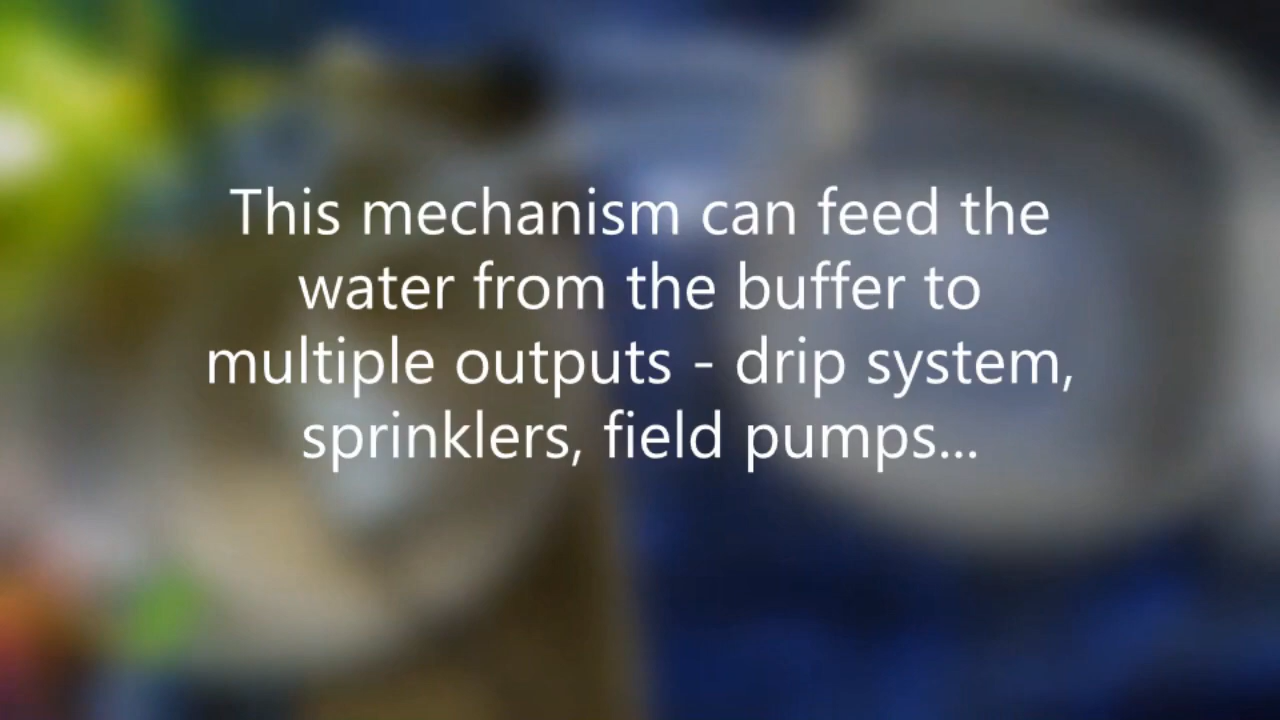 This mechanism can feed the
water from the buffer to
multiple outputs - drip system,
sprinklers, field pumps...